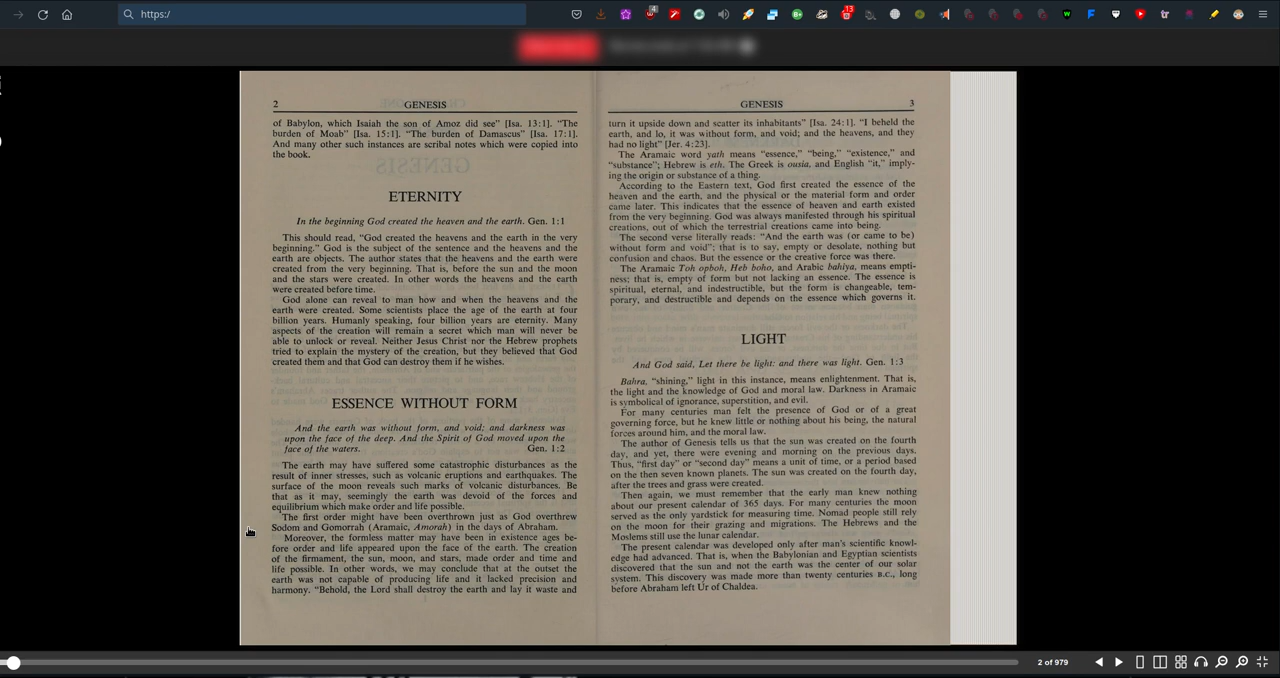 https:/
4
13
2 GENESIS
of Babylon, which Isaiah the son of Amoz did see” [Isa. 13:1]. “The
burden of Moab” [Isa. 15:1]. “The burden of Damascus” [Isa. 17:1].
And many other such instances are scribal notes which were copied into
the book.
ETERNITY
In the beginning God created the heaven and the earth. Gen. 1:1
This should read, “God created the heavens and the earth in the very
beginning.” God is the subject of the sentence and the heavens and the
earth are objects. The author states that the heavens and the earth were
created from the very beginning. That is, before the sun and the moon
and the stars were created. In other words the heavens and the earth
were created before time.
God alone can reveal to man how and when the heavens and the
earth were created. Some scientists place the age of the earth at four
billion years. Humanly speaking, four billion years are eternity. Many
aspects of the creation will remain a secret which man will never be
able to unlock or reveal. Neither Jesus Christ nor the Hebrew prophets
tried to explain the mystery of the creation, but they believed that God
created them and that God can destroy them if he wishes.
ESSENCE WITHOUT FORM
And the earth was without form, and void; and darkness was
upon the face of the deep. And the Spirit of God moved upon the
face of the waters. Gen. 1:2
The earth may have suffered some catastrophic disturbances as the
result of inner stresses, such as volcanic eruptions and earthquakes. The
surface of the moon reveals such marks of volcanic disturbances. Be
that as it may, seemingly the earth was devoid of the forces and
equilibrium which make order and life possible.
The first order might have been overthrown just as God overthrew
Sodom and Gomorrah (Aramaic, Amorah) in the days of Abraham.
Moreover, the formless matter may have been in existence ages be-
fore order and life appeared upon the face of the earth. The creation
of the firmament, the sun, moon, and stars, made order and time and
life possible. In other words, we may conclude that at the outset the
earth was not capable of producing life and it lacked precision and
harmony. “Behold, the Lord shall destroy the earth and lay it waste and
GENESIS 3
turn it upside down and scatter its inhabitants” [Isa. 24:1]. “I beheld the
earth, and lo, it was without form, and void; and the heavens, and they
had no light” [Jer. 4:23].
The Aramaic word yath means “essence,” “being,” “existence,” and
“substance”; Hebrew is eth. The Greek is ousia, and English “it,” imply-
ing the origin or substance of a thing.
According to the Eastern text, God first created the essence of the
heaven and the earth, and the physical or the material form and order
came later. This indicates that the essence of heaven and earth existed
from the very beginning. God was always manifested through his spiritual
creations, out of which the terrestrial creations came into being.
The second verse literally reads: “And the earth was (or came to be)
without form and void”; that is to say, empty or desolate, nothing but
confusion and chaos. But the essence or the creative force was there.
The Aramaic Toh opboh, Heb boho, and Arabic bahiya, means empti-
ness; that is, empty of form but not lacking an essence. The essence is
spiritual, eternal, and indestructible, but the form is changeable, tem-
porary, and destructible and depends on the essence which governs it.
LIGHT
And God said, Let there be light: and there was light. Gen. 1:3
Bahra, “shining,” light in this instance, means enlightenment. That is,
the light and the knowledge of God and moral law. Darkness in Aramaic
is symbolical of ignorance, superstition, and evil.
For many centuries man felt the presence of God or of a great
governing force, but he knew little or nothing about his being, the natural
forces around him, and the moral law.
The author of Genesis tells us that the sun was created on the fourth
day, and yet, there were evening and morning on the previous days.
Thus, “first day” or “second day” means a unit of time, or a period based
on the then seven known planets. The sun was created on the fourth day,
after the trees and grass were created.
Then again, we must remember that the early man knew nothing
about our present calendar of 365 days. For many centuries the moon
served as the only yardstick for measuring time. Nomad people still rely
on the moon for their grazing and migrations. The Hebrews and the
Moslems still use the lunar calendar.
The present calendar was developed only after man's scientific knowl-
edge had advanced. That is, when the Babylonian and Egyptian scientists
discovered that the sun and not the earth was the center of our solar
system. This discovery was made more than twenty centuries B.C., long
before Abraham left Ur of Chaldea.
2 of 979